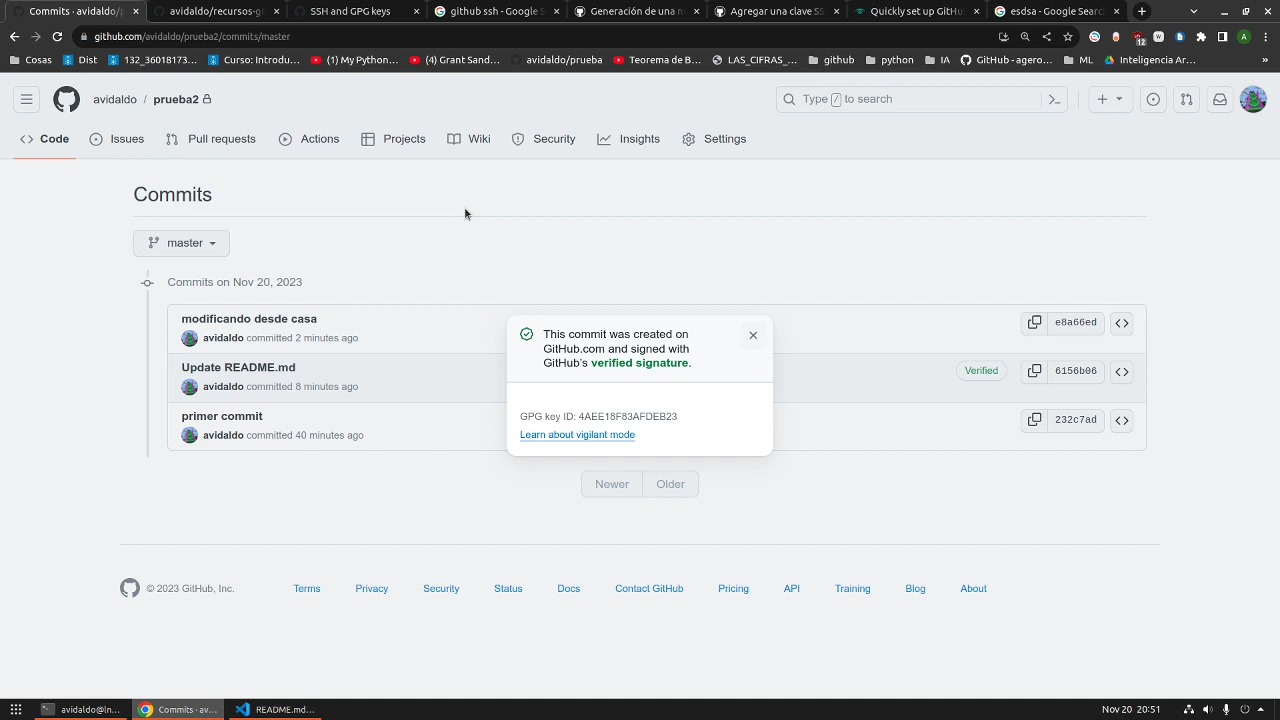 Commits · avidaldo/p
avidaldo/recursos-gi
SSH and GPG keys
github ssh - Google S
Generación de una n
Agregar una clave SS
Quickly set up GitHu
esdsa - Google Searc
github.com/avidaldo/prueba2/commits/master
12
A
Cosas
Dist
132_36018173...
Curso: Introdu...
(1) My Python...
(4) Grant Sand...
avidaldo/prueba
Teorema de B...
LAS_CIFRAS_...
github
python
IA
GitHub - agero...
ML
Inteligencia Ar...
»
avidaldo / prueba2
Type / to search
Code
Issues
Pull requests
Actions
Projects
Wiki
Security
Insights
Settings
Commits
master
Commits on Nov 20, 2023
modificando desde casa
avidaldo committed 2 minutes ago
e8a66ed
Update README.md
avidaldo committed 8 minutes ago
Verified
6156b06
primer commit
avidaldo committed 40 minutes ago
232c7ad
This commit was created on
GitHub.com and signed with
GitHub's verified signature.
GPG key ID: 4AEE18F83AFDEB23
Learn about vigilant mode
Newer
Older
© 2023 GitHub, Inc.
Terms
Privacy
Security
Status
Docs
Contact GitHub
Pricing
API
Training
Blog
About
avidaldo@ln...
Commits · av...
README.md...
Nov 20 20:51